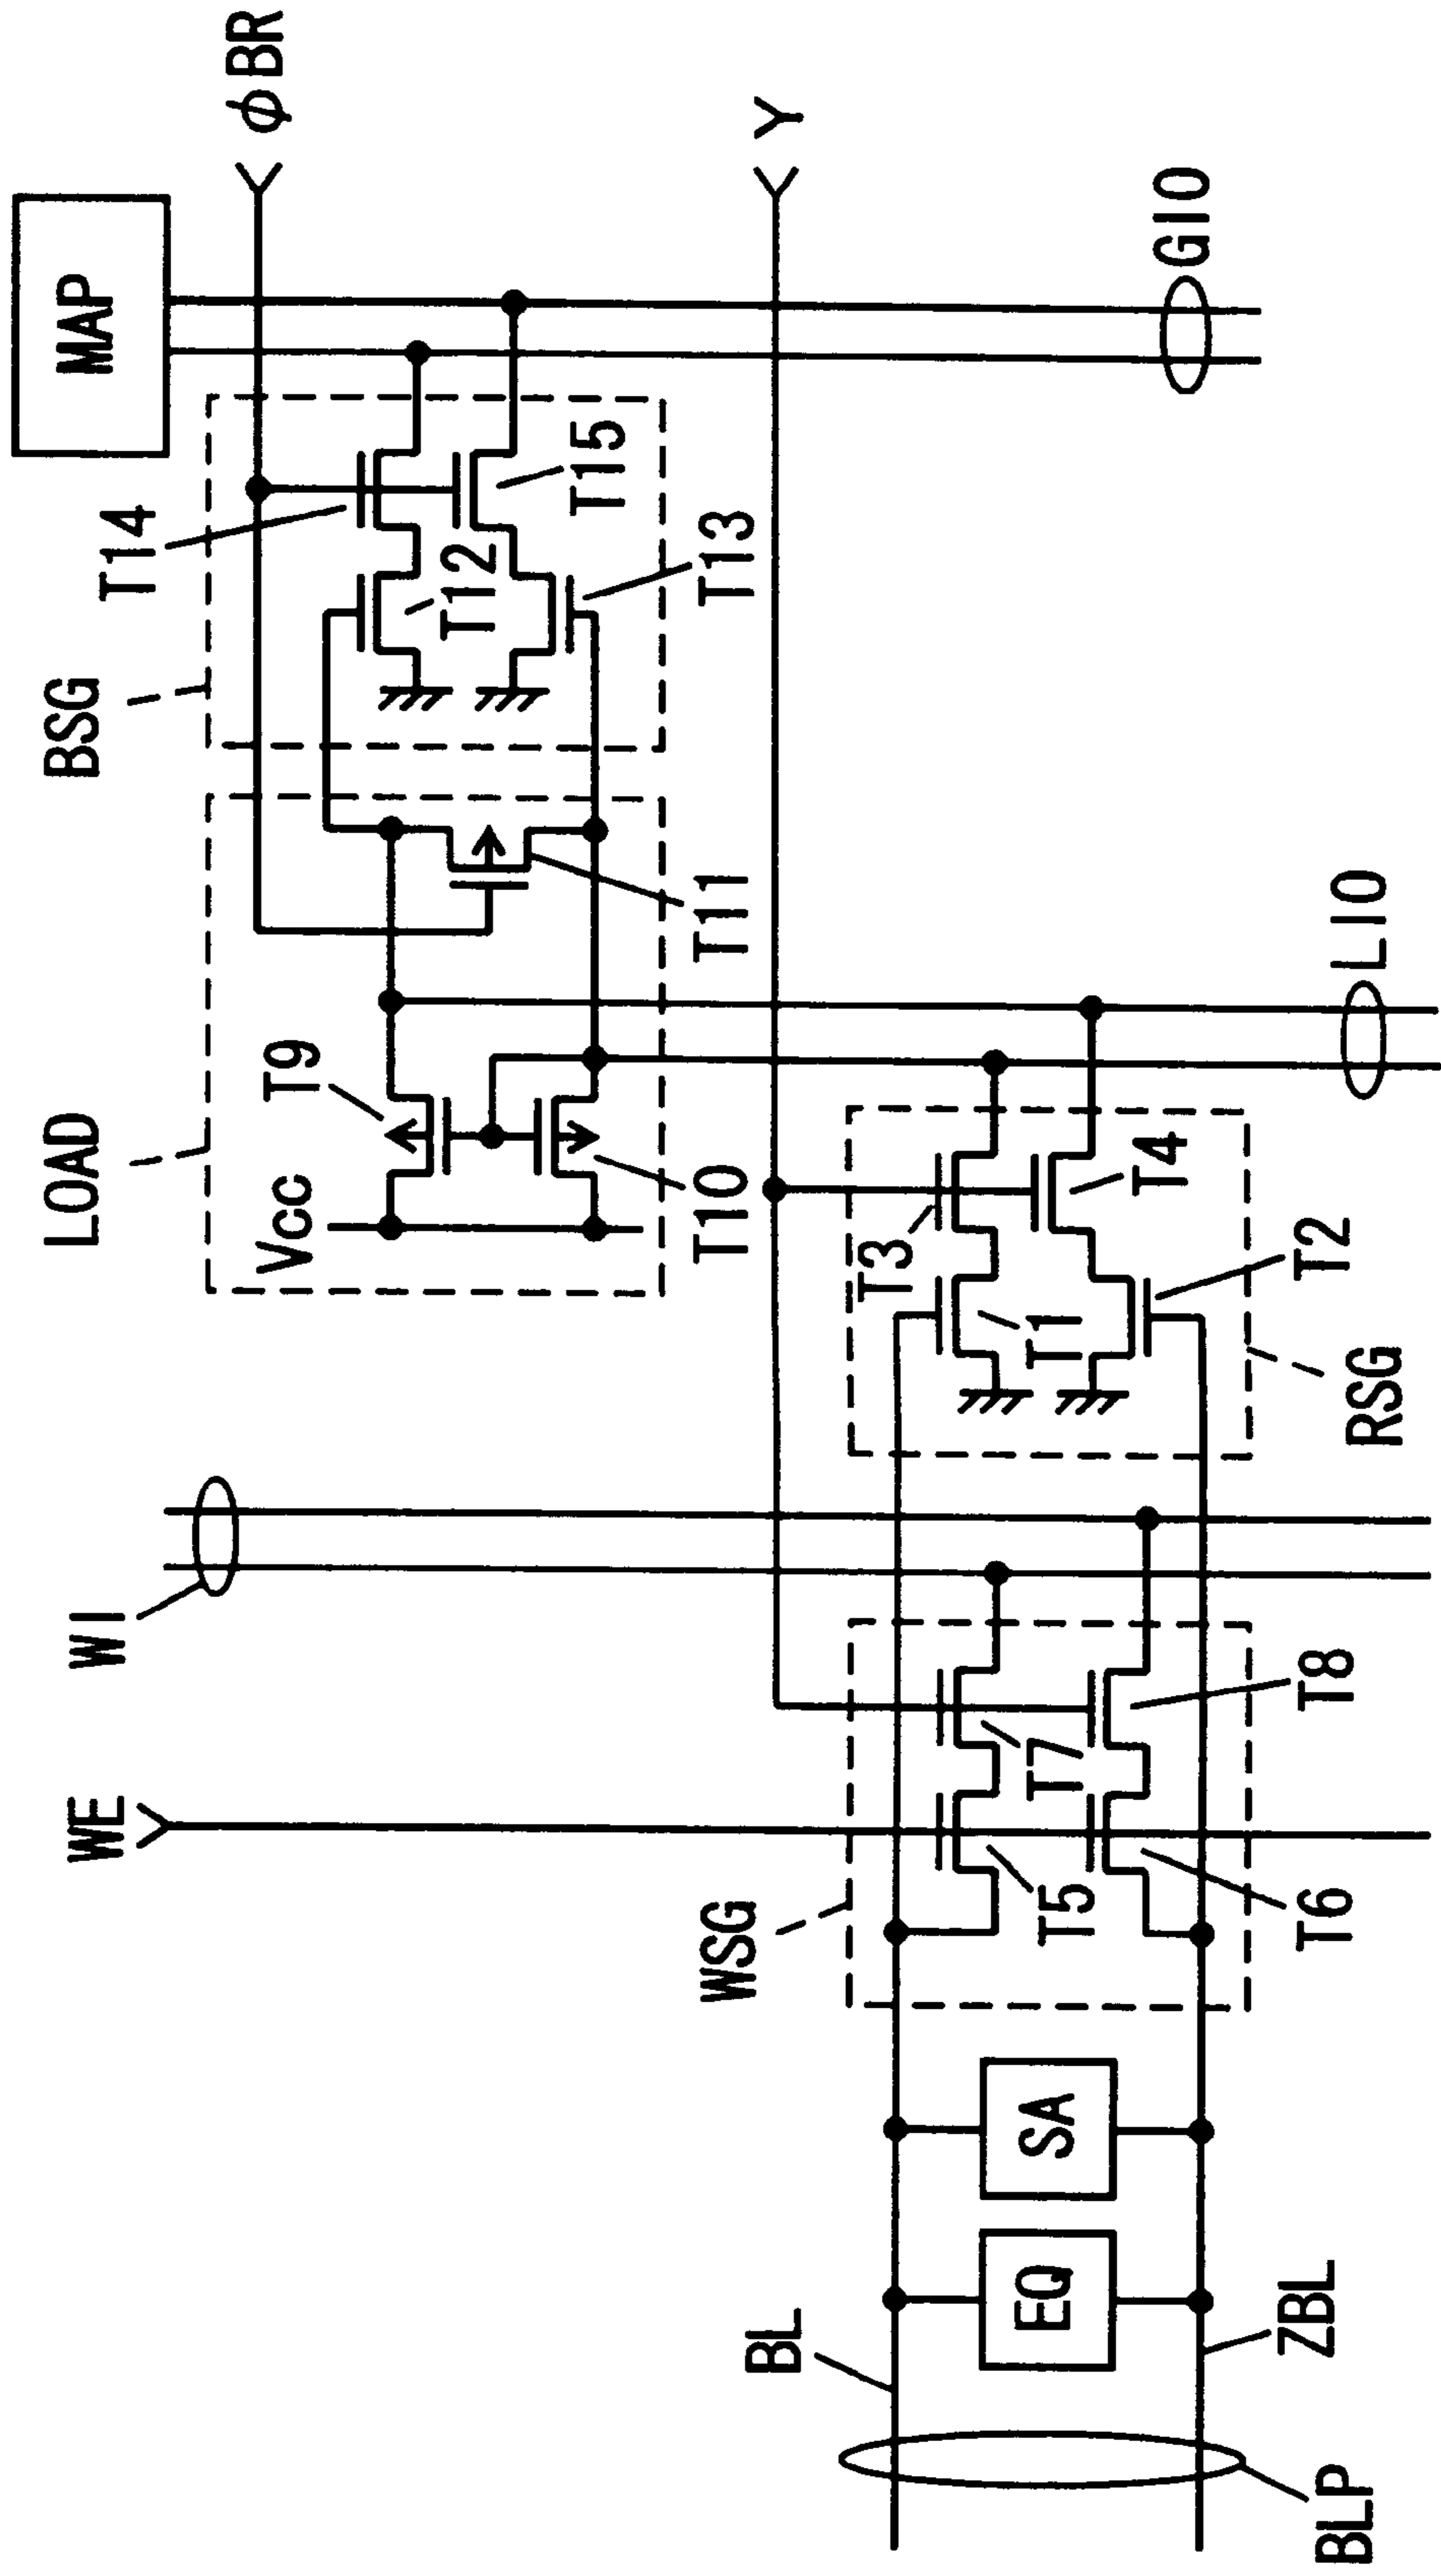 MAP
φBR
Y
GIO
BSG
T14
T12
T15
T13
LOAD
Vcc
T9
T10
T11
LIO
WI
WE
RSG
T3
T4
T1
T2
WSG
T7
T8
T5
T6
SA
EQ
BL
ZBL
BLP